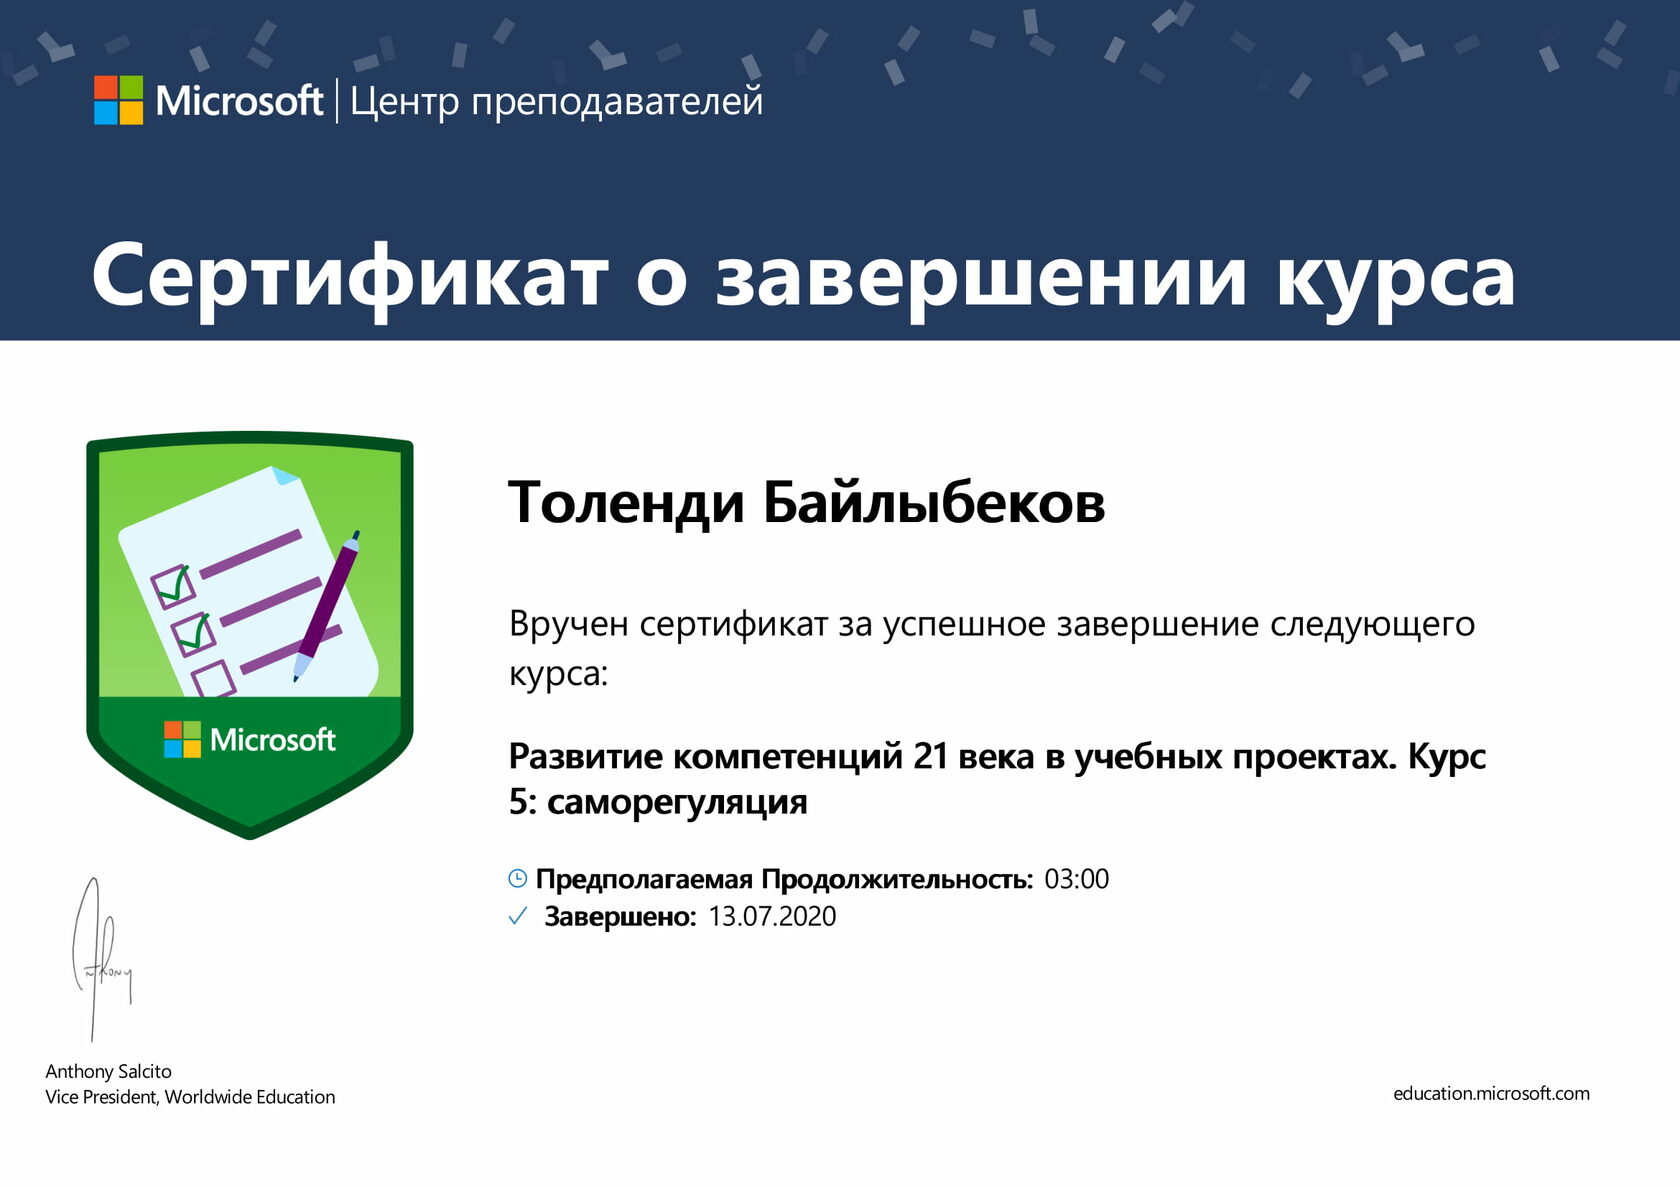 Microsoft | Центр преподавателей
Сертификат о завершении курса
Толенди Байлыбеков
Вручен сертификат за успешное завершение следующего
курса:
Развитие компетенций 21 века в учебных проектах. Курс
5: саморегуляция
Предполагаемая Продолжительность: 03:00
Завершено: 13.07.2020
Microsoft
Anthony
Anthony Salcito
Vice President, Worldwide Education
education.microsoft.com